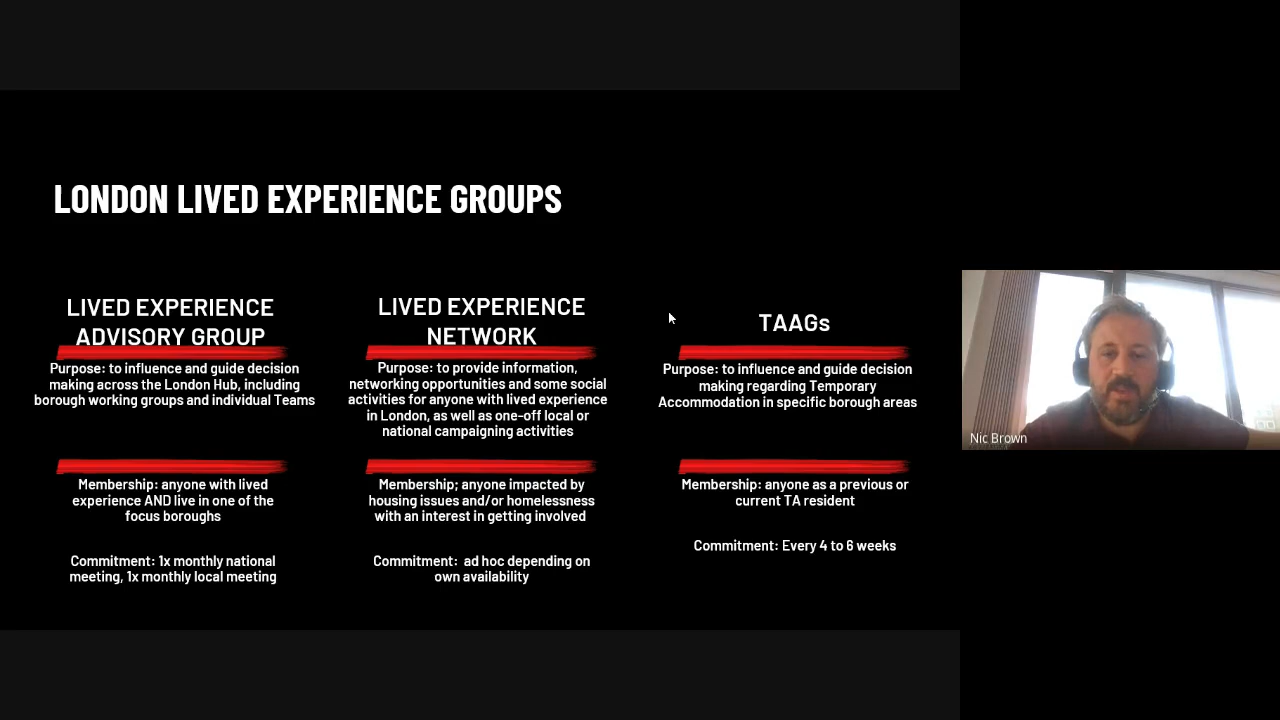 LONDON LIVED EXPERIENCE GROUPS
LIVED EXPERIENCE
ADVISORY GROUP
Purpose: to influence and guide decision
making across the London Hub, including
borough working groups and individual Teams
Membership: anyone with lived
experience AND live in one of the
focus boroughs
Commitment: 1x monthly national
meeting, 1x monthly local meeting
LIVED EXPERIENCE
NETWORK
Purpose: to provide information,
networking opportunities and some social
activities for anyone with lived experience
in London, as well as one-off local or
national campaigning activities
Membership; anyone impacted by
housing issues and/or homelessness
with an interest in getting involved
Commitment:  ad hoc depending on
own availability
TAAGs
Purpose: to influence and guide decision
making regarding Temporary
Accommodation in specific borough areas
Membership: anyone as a previous or
current TA resident
Commitment: Every 4 to 6 weeks
Nic Brown